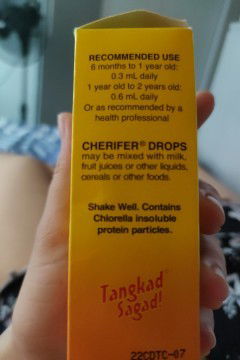 RECOMMENDED USE
6 months to 1 year old:
0.3 mL daily
1 year old to 2 years old:
0.6 mL daily
Or as recommended by a
health professional
CHERIFER® DROPS
may be mixed with milk,
fruit juices or other liquids,
cereals or other foods.
Shake Well. Contains
Chlorella insoluble
protein particles.
Tangkad
Sagad!
22CDTC-07